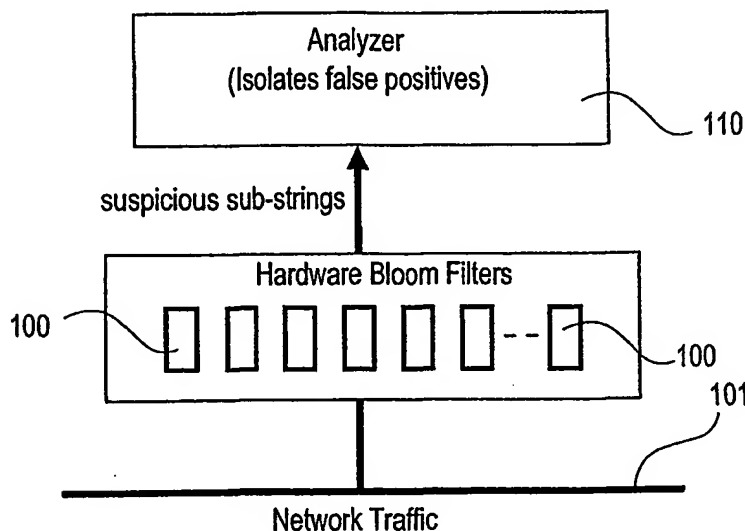 Analyzer
(Isolates false positives)
110
suspicious sub-strings
Hardware Bloom Filters
100
100
101
Network Traffic